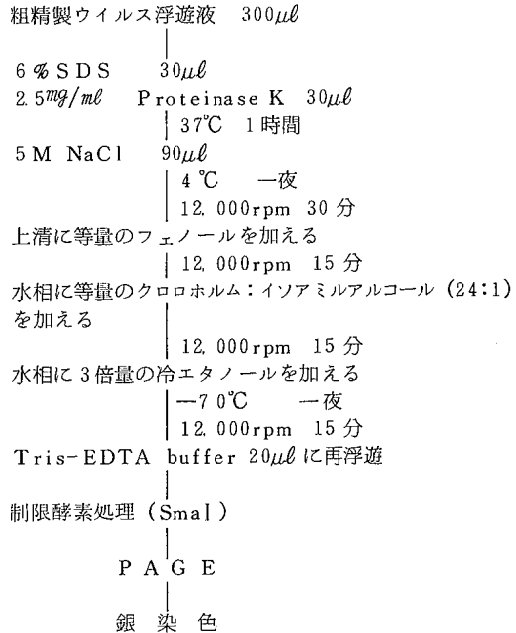 粗精製ウイルス浮遊液 300μℓ
6%SDS 30μℓ
2.5mg/mℓ Proteinase K 30μℓ
37℃ 1時間
5M NaCl 90μℓ
4℃ 一夜
12,000rpm 30分
上清に等量のフェノールを加える
12,000rpm 15分
水相に等量のクロロホルム：イソアミルアルコール (24:1)
を加える
12,000rpm 15分
水相に3倍量の冷エタノールを加える
−70℃ 一夜
12,000rpm 15分
Tris-EDTA buffer 20μℓに再浮遊
制限酵素処理(SmaI)
PAGE
銀染色